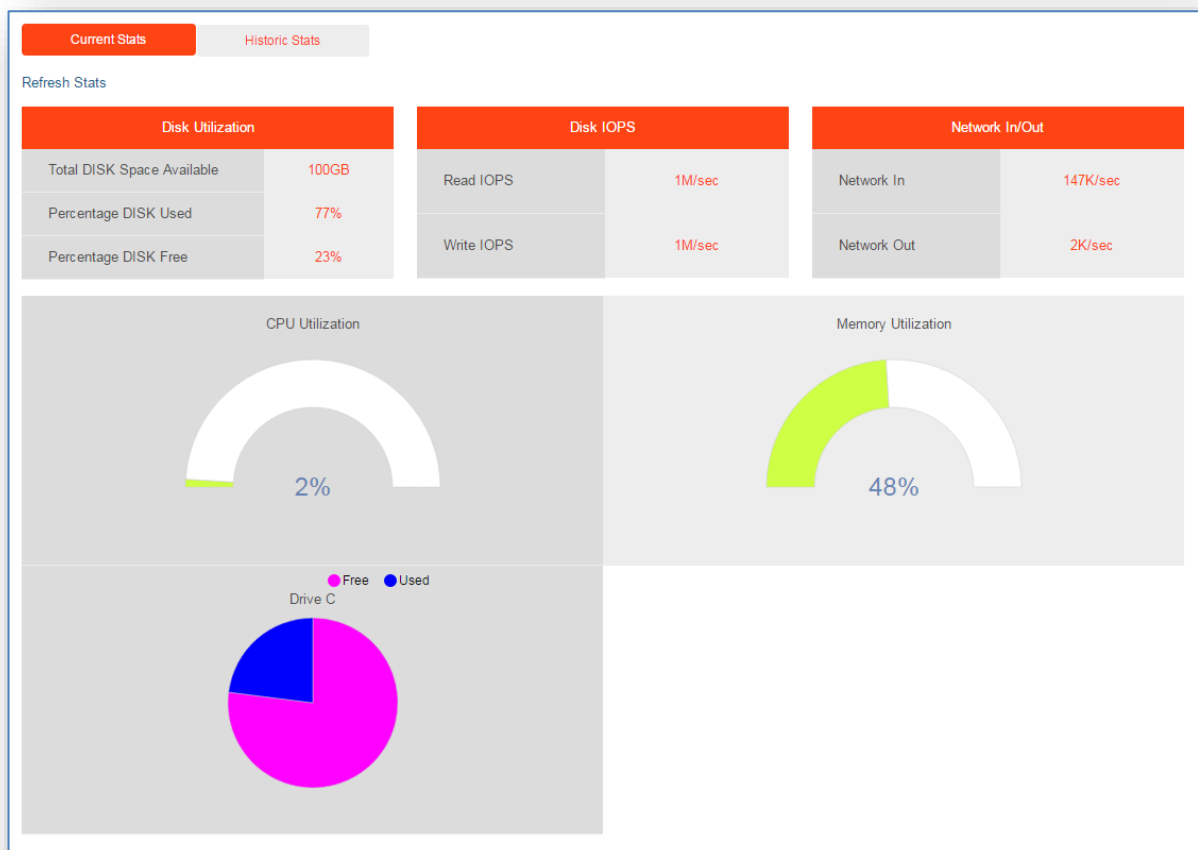 Current Stats
Historic Stats
Refresh Stats
Disk Utilization
Total DISK Space Available 100GB
Percentage DISK Used 77%
Percentage DISK Free 23%
Disk IOPS
Read IOPS 1M/sec
Write IOPS 1M/sec
Network In/Out
Network In 147K/sec
Network Out 2K/sec
CPU Utilization
2%
Memory Utilization
48%
Free Used
Drive C